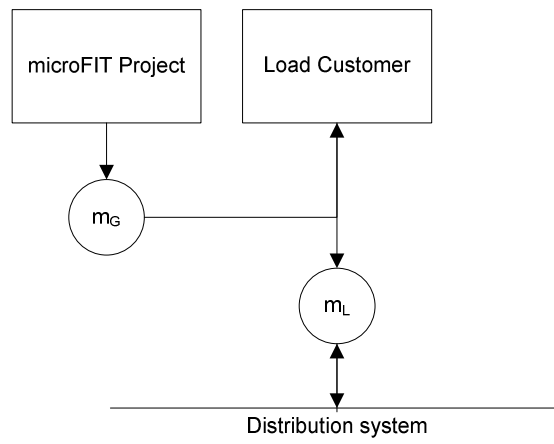 microFIT Project
Load Customer
mG
mL
Distribution system